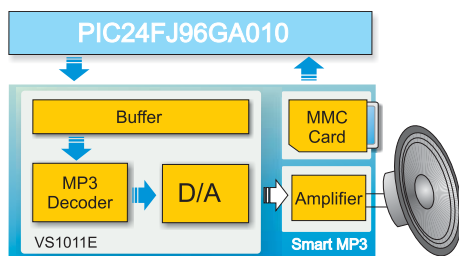 PIC24FJ96GA010
Buffer
MMC
Card
MP3
Decoder
D/A
Amplifier
VS1011E
Smart MP3